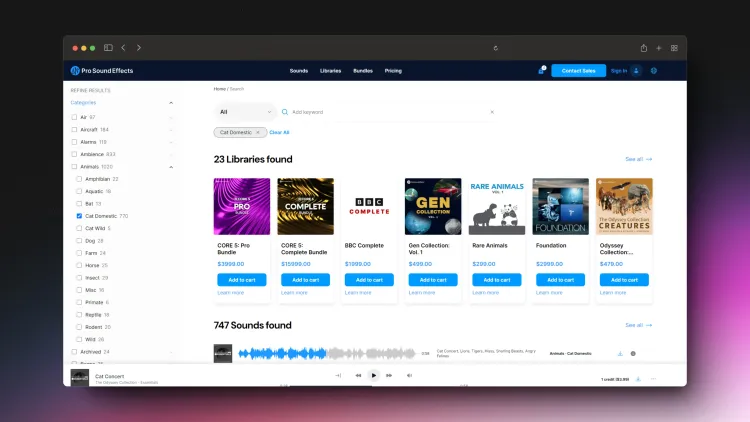 Pro Sound Effects
Sounds
Libraries
Bundles
Pricing
Contact Sales
Sign In
REFINE RESULTS:
Categories
Air 97
Aircraft 184
Alarms 118
Ambience 933
Animals 1020
Amphibian 22
Aquatic 16
Bat 13
Cat Domestic 770
Cat Wild 5
Dog 28
Farm 24
Horse 25
Insect 29
Misc 16
Primate 6
Reptile 18
Rodent 20
Wild 26
Archived 24
Home / Search
All
Add keyword
Cat Domestic
Clear All
23 Libraries found
See all
CORE 5
PRO
BUNDLE
CORE 5: Pro
Bundle
$3999.00
Add to cart
Learn more
CORE 5
COMPLETE
BUNDLE
CORE 5:
Complete Bundle
$15999.00
Add to cart
Learn more
BBC
COMPLETE
BBC Complete
$1999.00
Add to cart
Learn more
GEN
COLLECTION
VOL. 1
Gen Collection:
Vol. 1
$499.00
Add to cart
Learn more
RARE ANIMALS
VOL. 1
Rare Animals
$299.00
Add to cart
Learn more
FOUNDATION
Foundation
$2999.00
Add to cart
Learn more
The Odyssey Collection
CREATURES
Odyssey
Collection:...
$479.00
Add to cart
Learn more
747 Sounds found
See all
Cat Concert, Lions, Tigers, Meow, Snarling Beasts, Angry
Felines
Animals - Cat Domestic
Cat Concert
The Odyssey Collection - Soundelux
1 credit ($2.99)